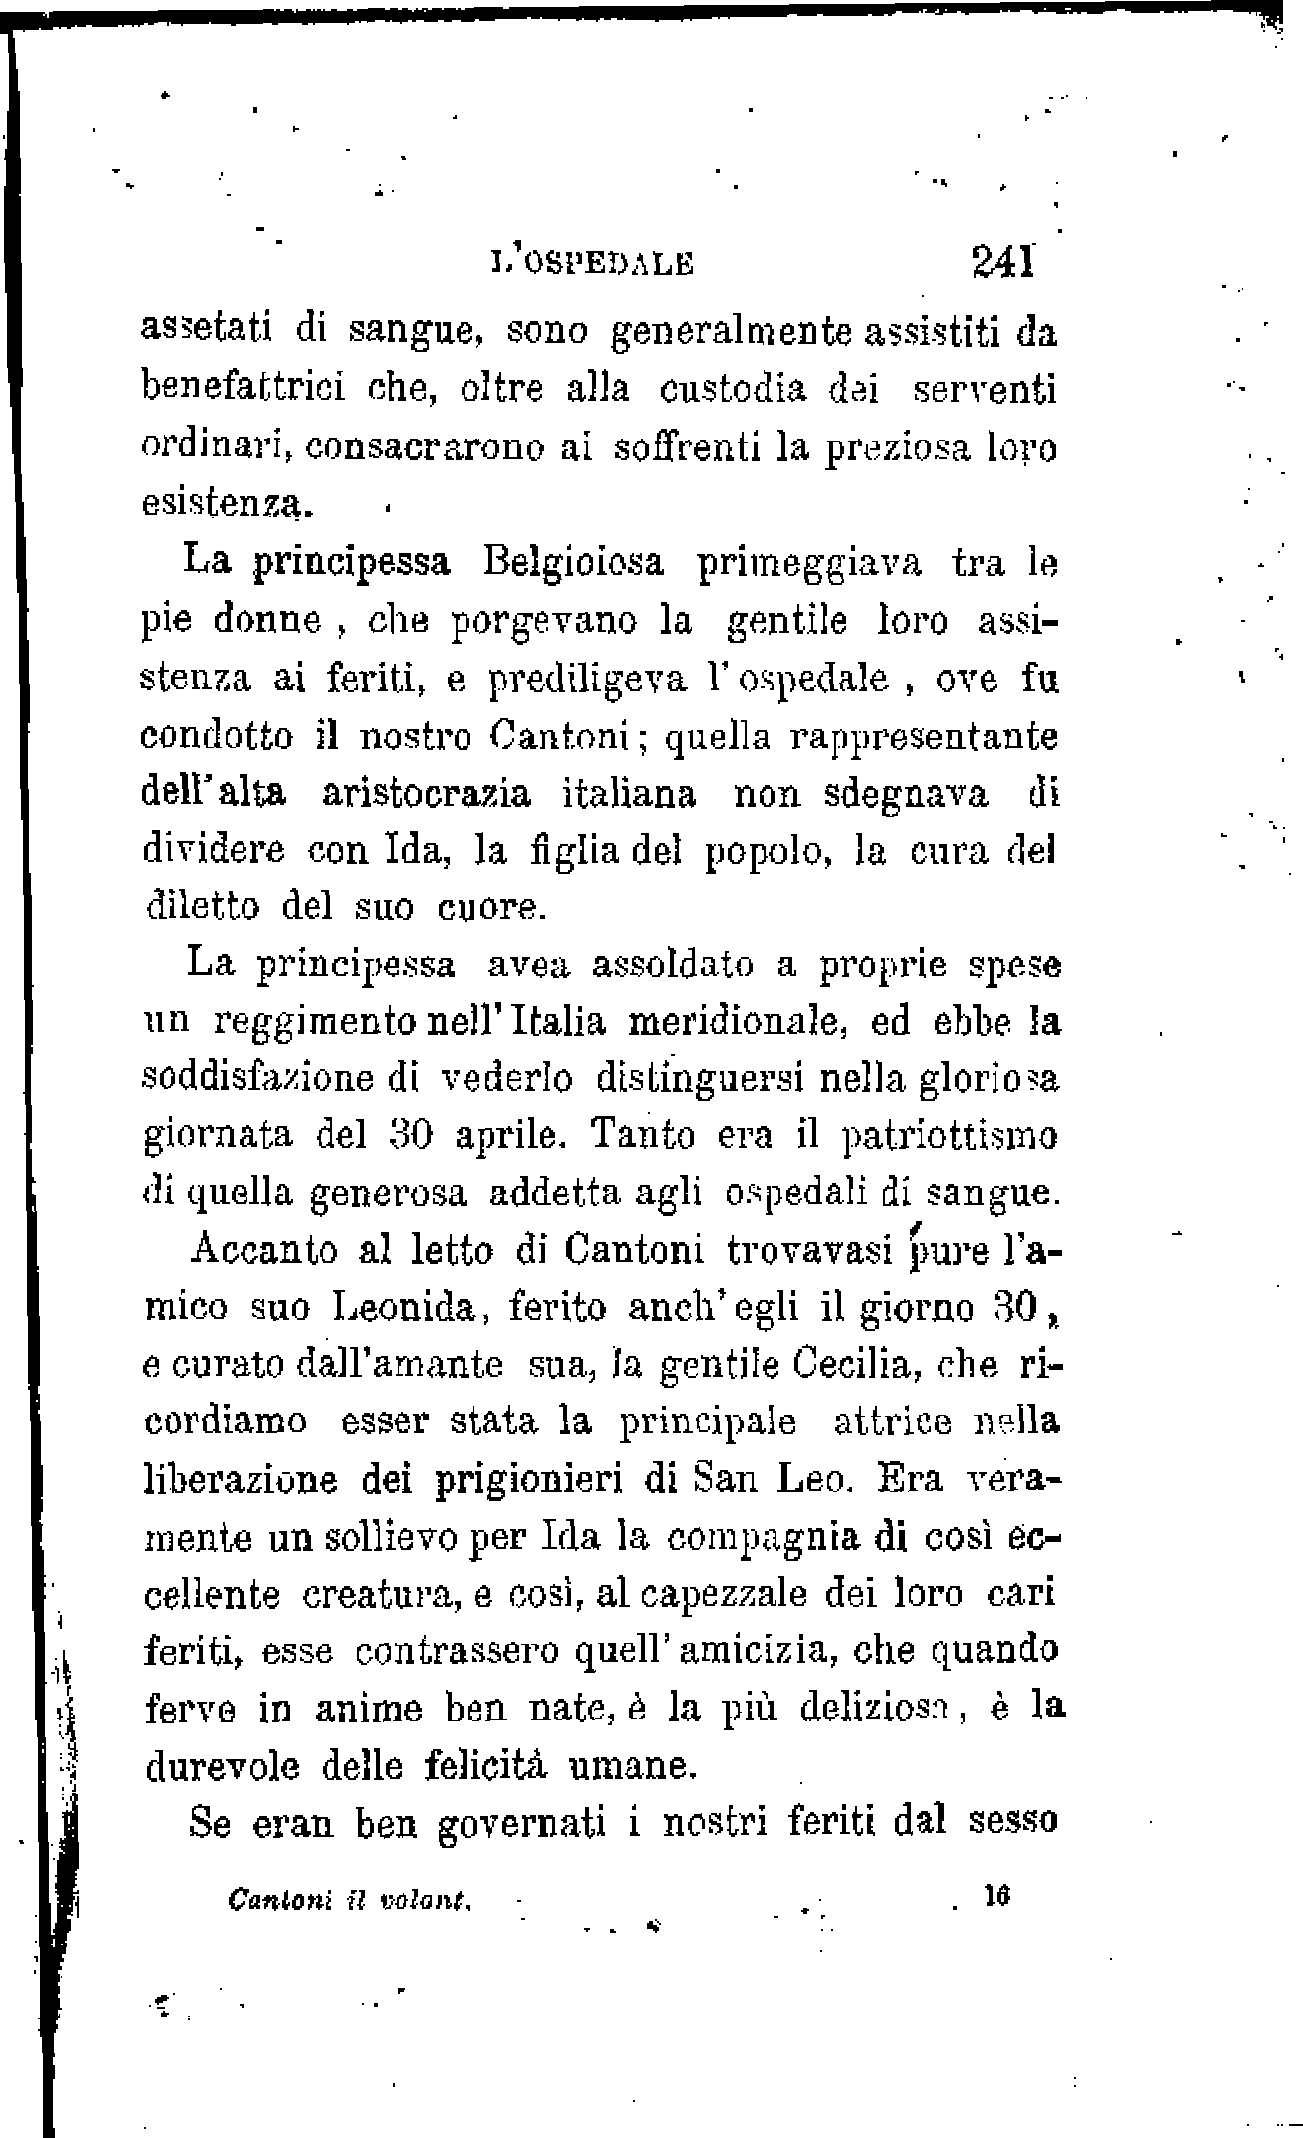 L'OSPEDALE 241
assetati di sangue, sono generalmente assistiti da
benefattrici che, oltre alla custodia dei serventi
ordinari, consacrarono ai soffrenti la preziosa loro
esistenza.
La principessa Belgioiosa primeggiava tra le
pie donne , che porgevano la gentile loro assi-
stenza ai feriti, e prediligeva l'ospedale , ove fu
condotto il nostro Cantoni; quella rappresentante
dell'alta aristocrazia italiana non sdegnava di
dividere con Ida, la figlia del popolo, la cura del
diletto del suo cuore.
La principessa avea assoldato a proprie spese
un reggimento nell'Italia meridionale, ed ebbe la
soddisfazione di vederlo distinguersi nella gloriosa
giornata del 30 aprile. Tanto era il patriottismo
di quella generosa addetta agli ospedali di sangue.
Accanto al letto di Cantoni trovavasi pure l'a-
mico suo Leonida, ferito anch'egli il giorno 30,
e curato dall'amante sua, la gentile Cecilia, che ri-
cordiamo esser stata la principale attrice nella
liberazione dei prigionieri di San Leo. Era vera-
mente un sollievo per Ida la compagnia di così ec-
cellente creatura, e così, al capezzale dei loro cari
feriti, esse contrassero quell'amicizia, che quando
ferve in anime ben nate, è la più deliziosa, è la
durevole delle felicità umane.
Se eran ben governati i nostri feriti dal sesso
Cantoni il volont. 16